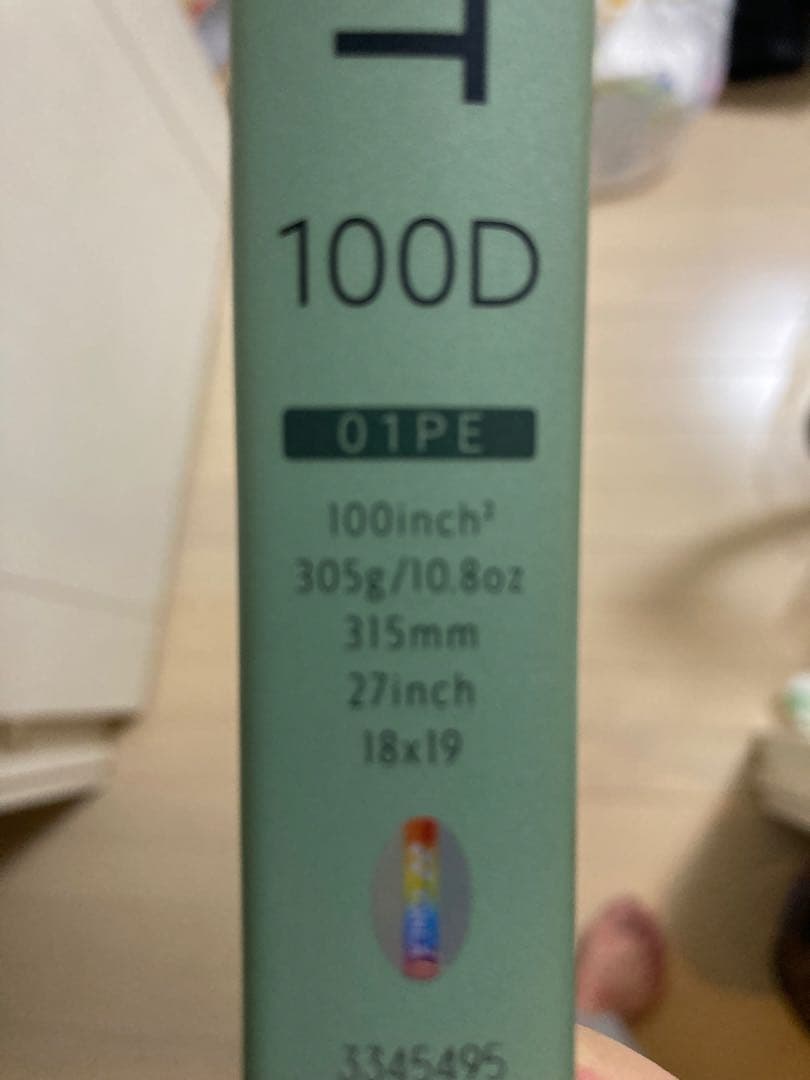 T
100D
01PE
100inch²
305g/10.8oz
315mm
27inch
18x19
3345495